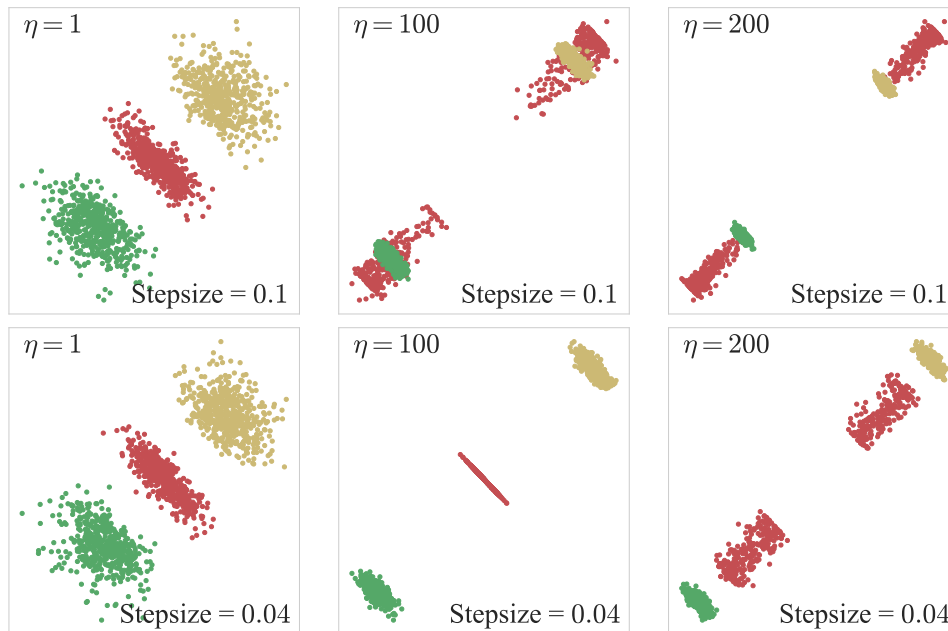 η = 1
Stepsize = 0.1
η = 100
Stepsize = 0.1
η = 200
Stepsize = 0.1
η = 1
Stepsize = 0.04
η = 100
Stepsize = 0.04
η = 200
Stepsize = 0.04